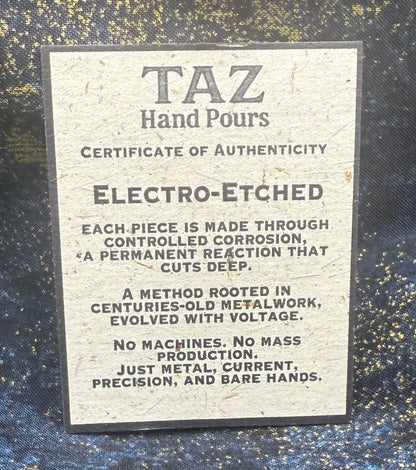 TAZ
Hand Pours
CERTIFICATE OF AUTHENTICITY
ELECTRO-ETCHED
EACH PIECE IS MADE THROUGH
CONTROLLED CORROSION,
A PERMANENT REACTION THAT
CUTS DEEP.
A METHOD ROOTED IN
CENTURIES-OLD METALWORK,
EVOLVED WITH VOLTAGE.
NO MACHINES. NO MASS
PRODUCTION.
JUST METAL, CURRENT,
PRECISION, AND BARE HANDS.